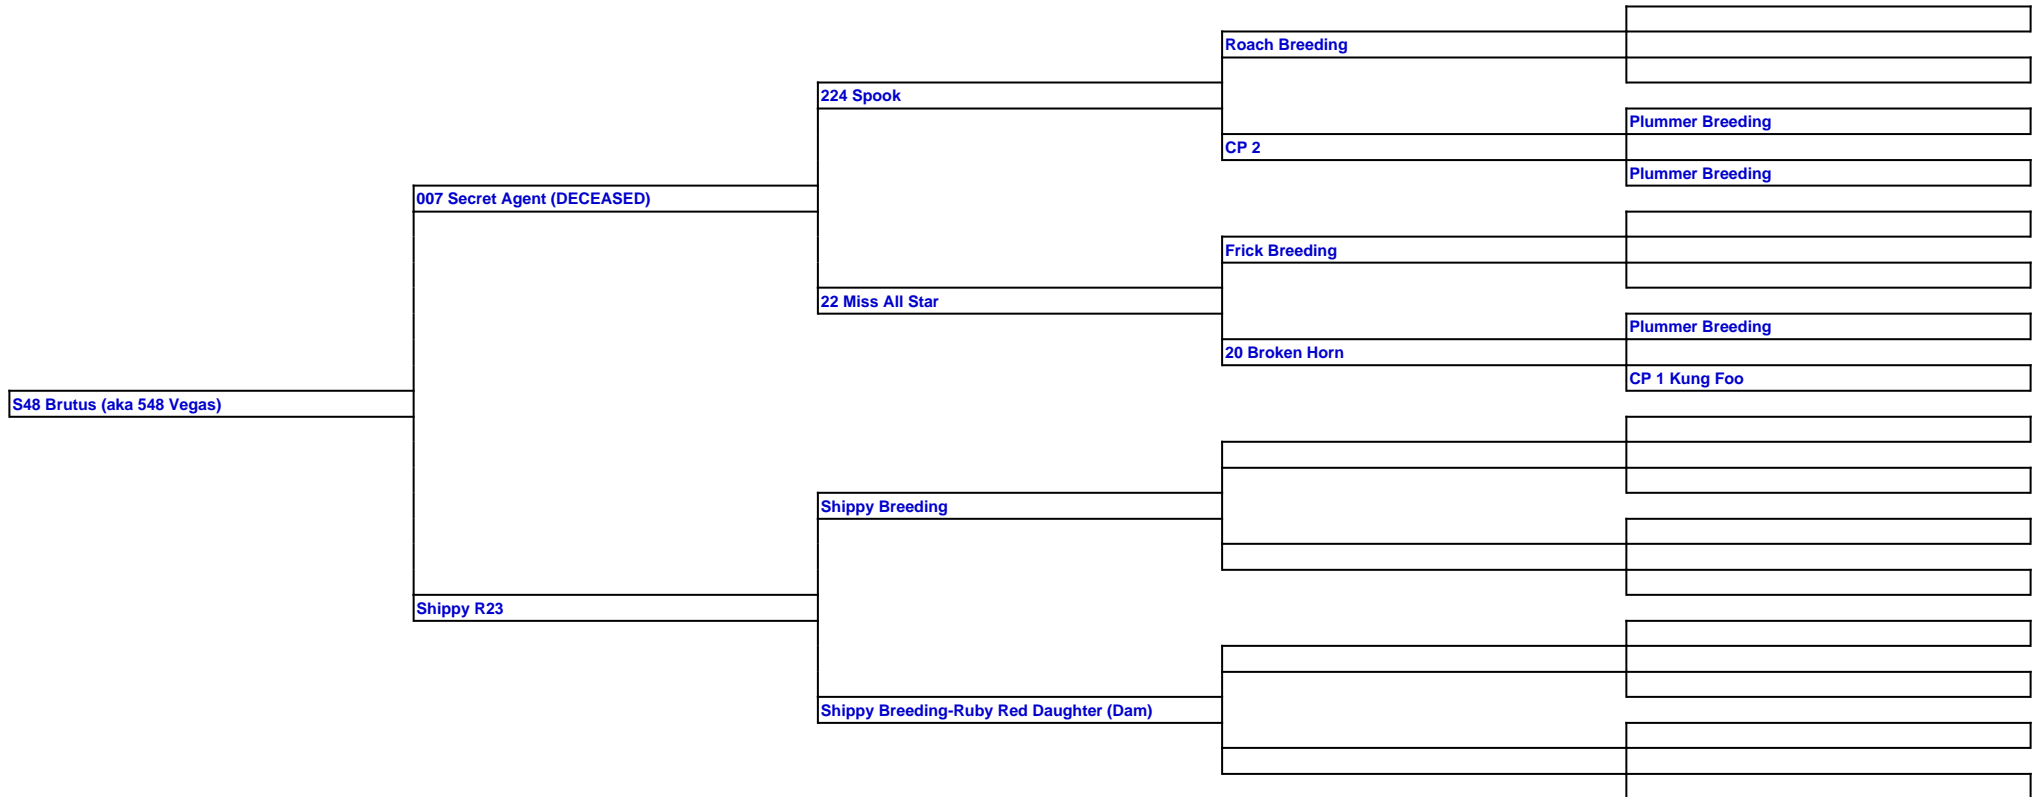 Roach Breeding
224 Spook
Plummer Breeding
CP 2
Plummer Breeding
007 Secret Agent (DECEASED)
Frick Breeding
22 Miss All Star
Plummer Breeding
20 Broken Horn
CP 1 Kung Foo
S48 Brutus (aka 548 Vegas)
Shippy Breeding
Shippy R23
Shippy Breeding-Ruby Red Daughter (Dam)